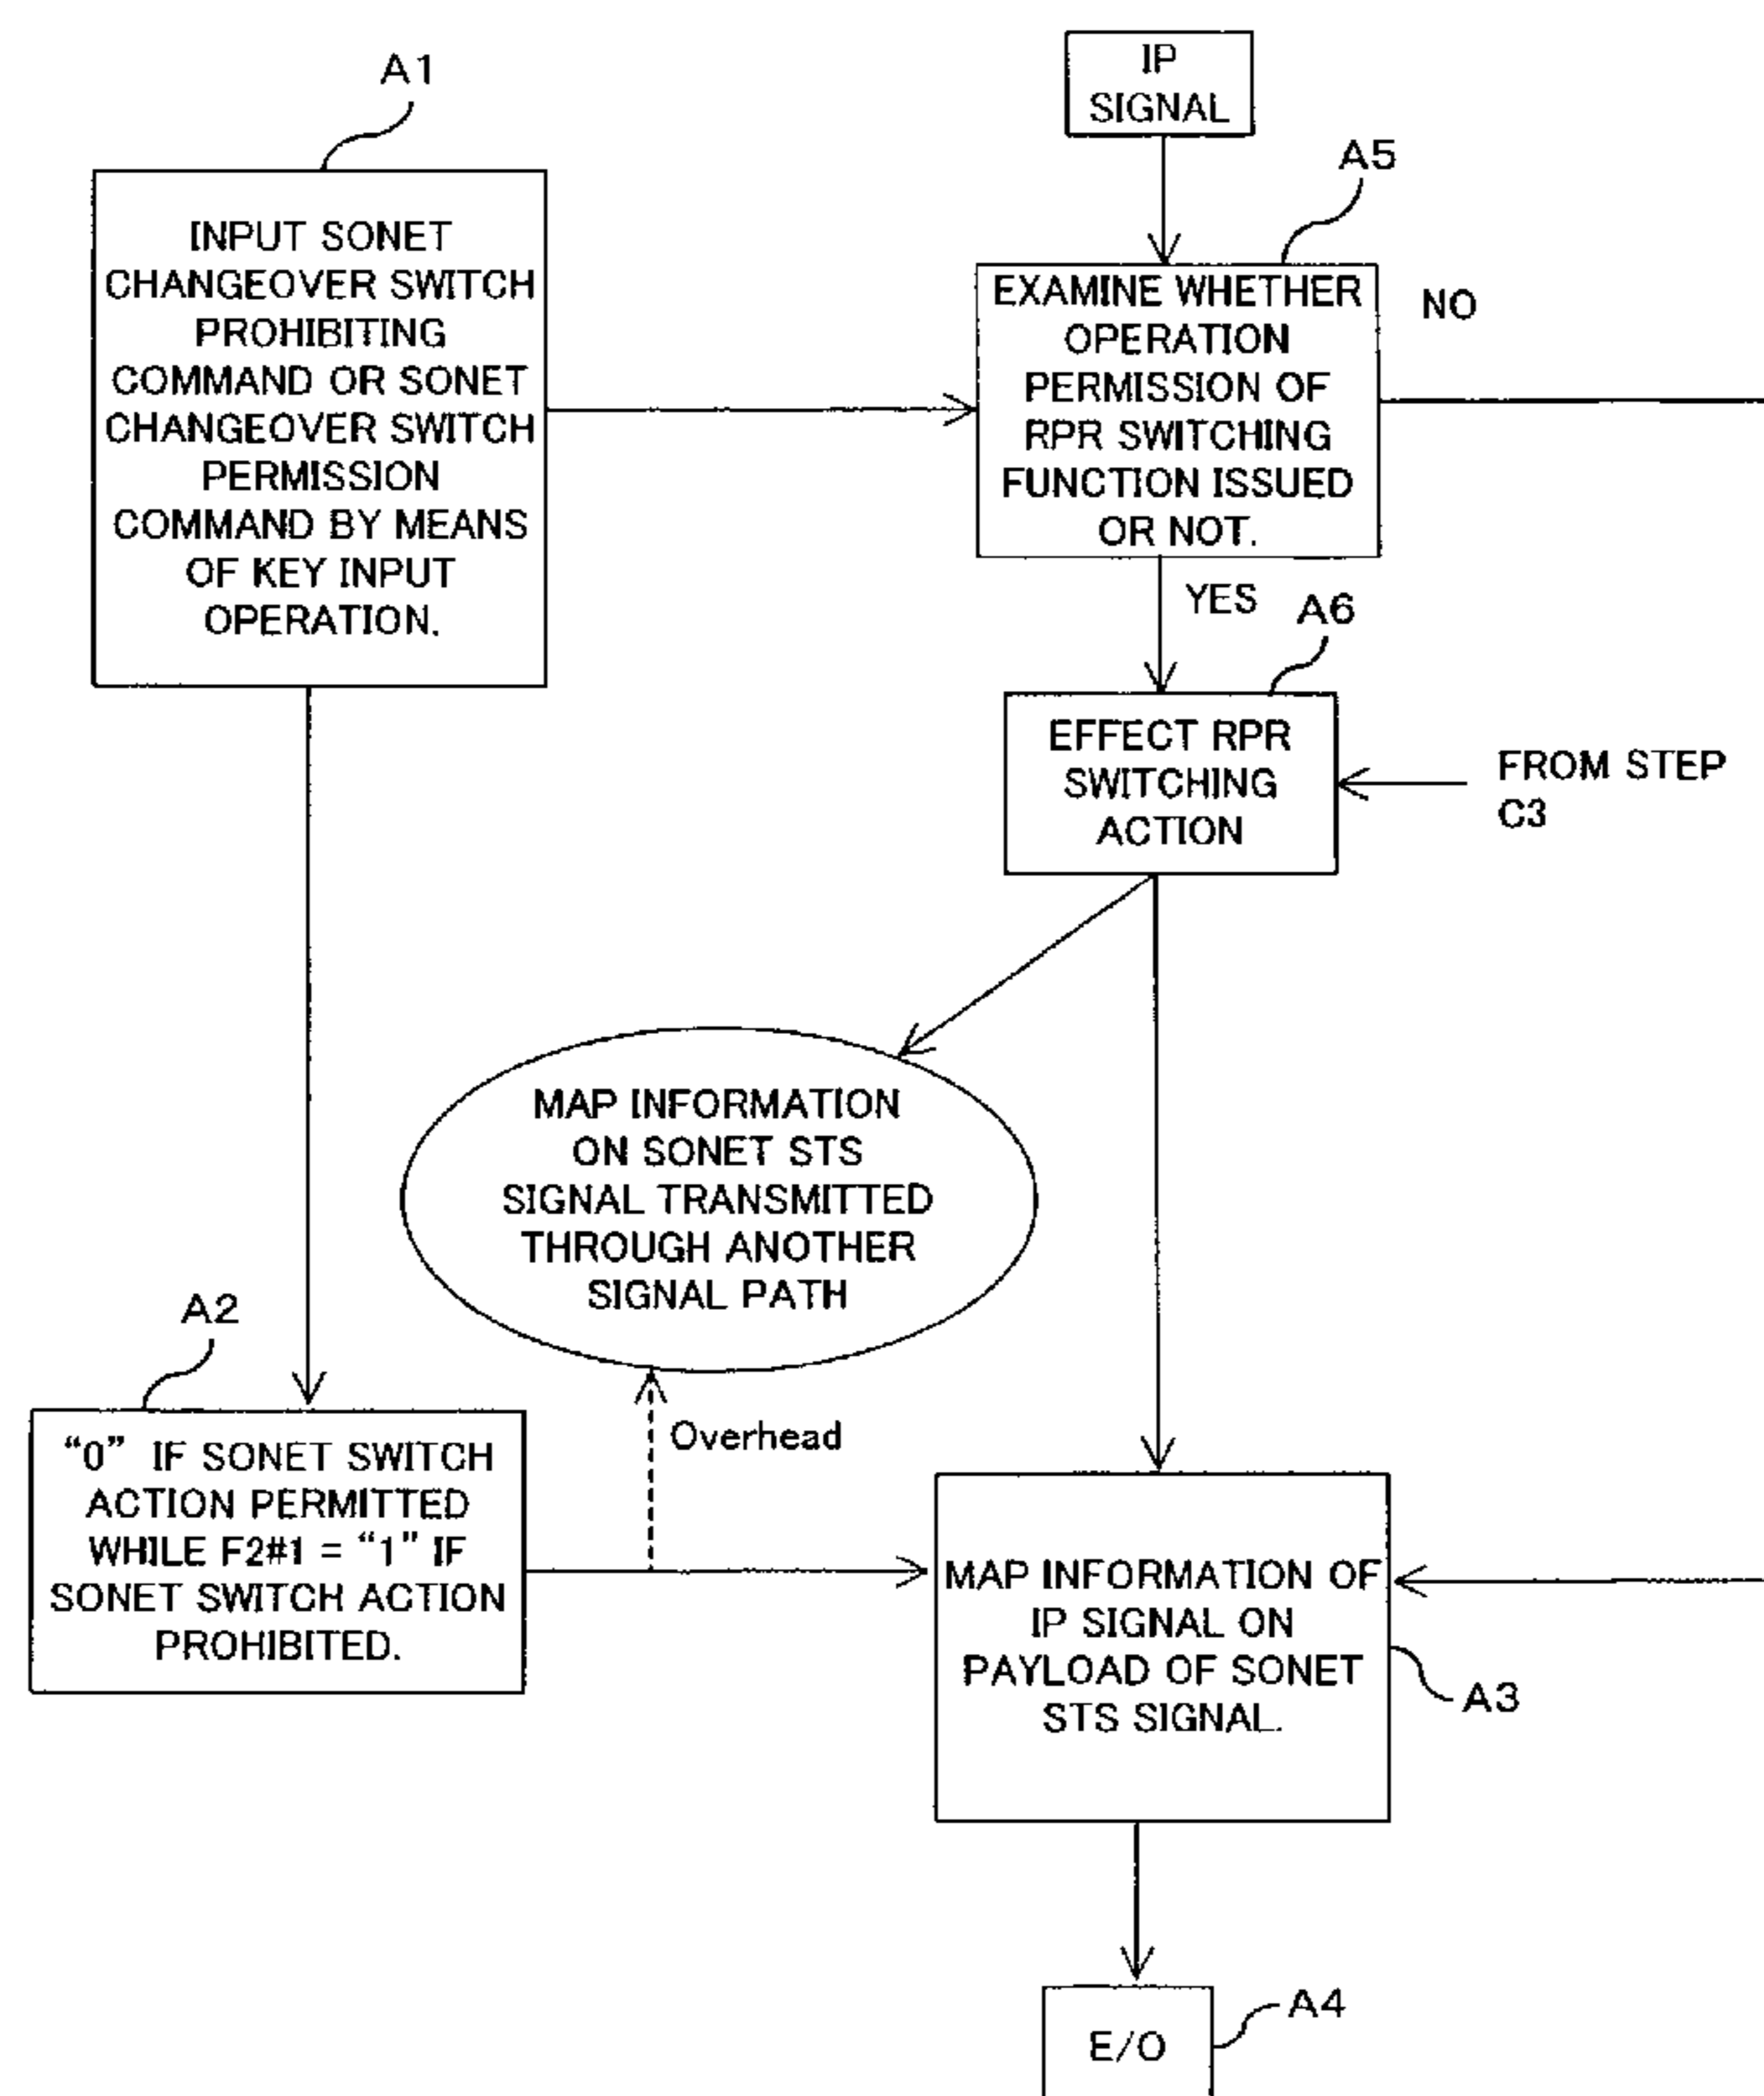 A1
INPUT SONET
CHANGEOVER SWITCH
PROHIBITING
COMMAND OR SONET
CHANGEOVER SWITCH
PERMISSION
COMMAND BY MEANS
OF KEY INPUT
OPERATION.
IP
SIGNAL
A5
EXAMINE WHETHER
OPERATION
PERMISSION OF
RPR SWITCHING
FUNCTION ISSUED
OR NOT.
NO
YES
A6
EFFECT RPR
SWITCHING
ACTION
FROM STEP
C3
MAP INFORMATION
ON SONET STS
SIGNAL TRANSMITTED
THROUGH ANOTHER
SIGNAL PATH
A2
“0” IF SONET SWITCH
ACTION PERMITTED
WHILE F2#1 = “1” IF
SONET SWITCH ACTION
PROHIBITED.
Overhead
MAP INFORMATION OF
IP SIGNAL ON
PAYLOAD OF SONET
STS SIGNAL.
A3
E/O
A4